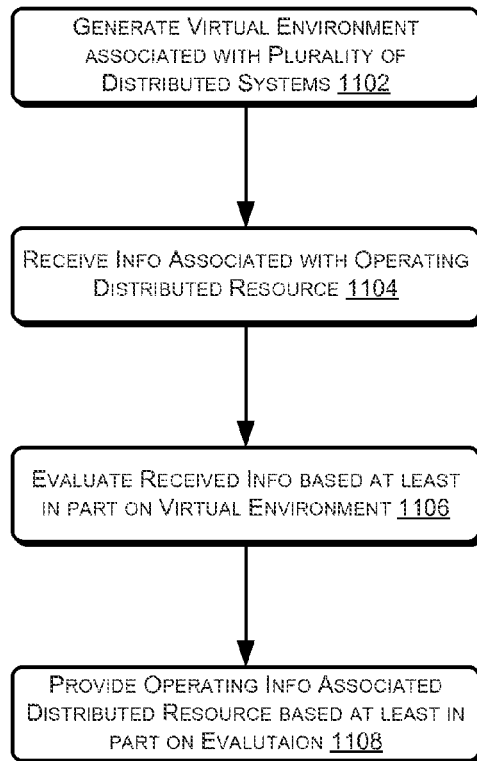 GENERATE VIRTUAL ENVIRONMENT
ASSOCIATED WITH PLURALITY OF
DISTRIBUTED SYSTEMS 1102
RECEIVE INFO ASSOCIATED WITH OPERATING
DISTRIBUTED RESOURCE 1104
EVALUATE RECEIVED INFO BASED AT LEAST
IN PART ON VIRTUAL ENVIRONMENT 1106
PROVIDE OPERATING INFO ASSOCIATED
DISTRIBUTED RESOURCE BASED AT LEAST IN
PART ON EVALUTAION 1108